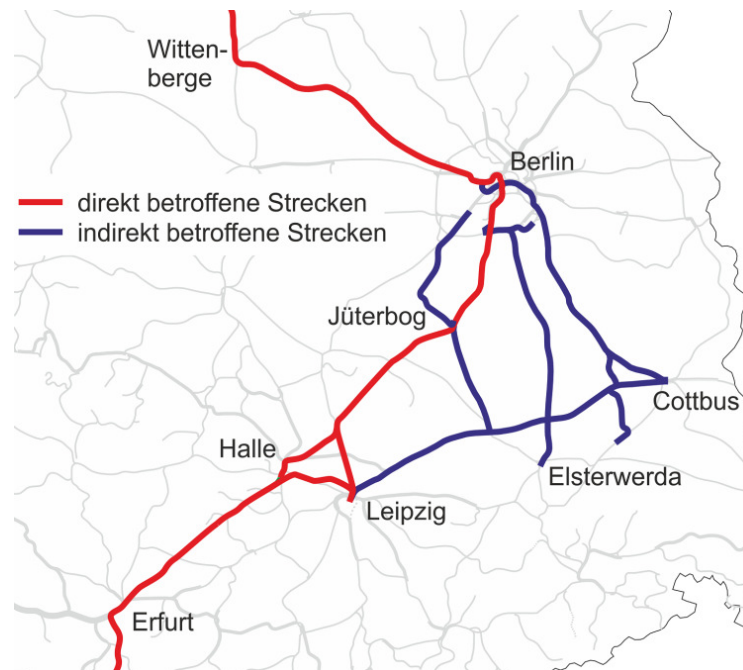 Witten-
berge
Berlin
direkt betroffene Strecken
indirekt betroffene Strecken
Jüterbog
Cottbus
Halle
Elsterwerda
Leipzig
Erfurt